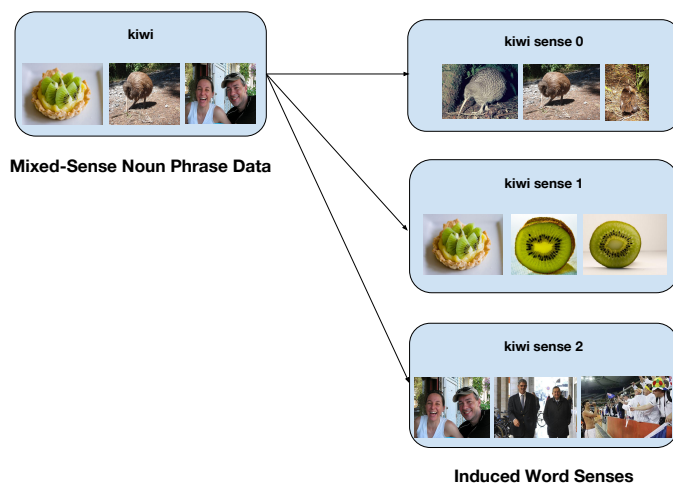 kiwi
Mixed-Sense Noun Phrase Data
kiwi sense 0
kiwi sense 1
kiwi sense 2
Induced Word Senses